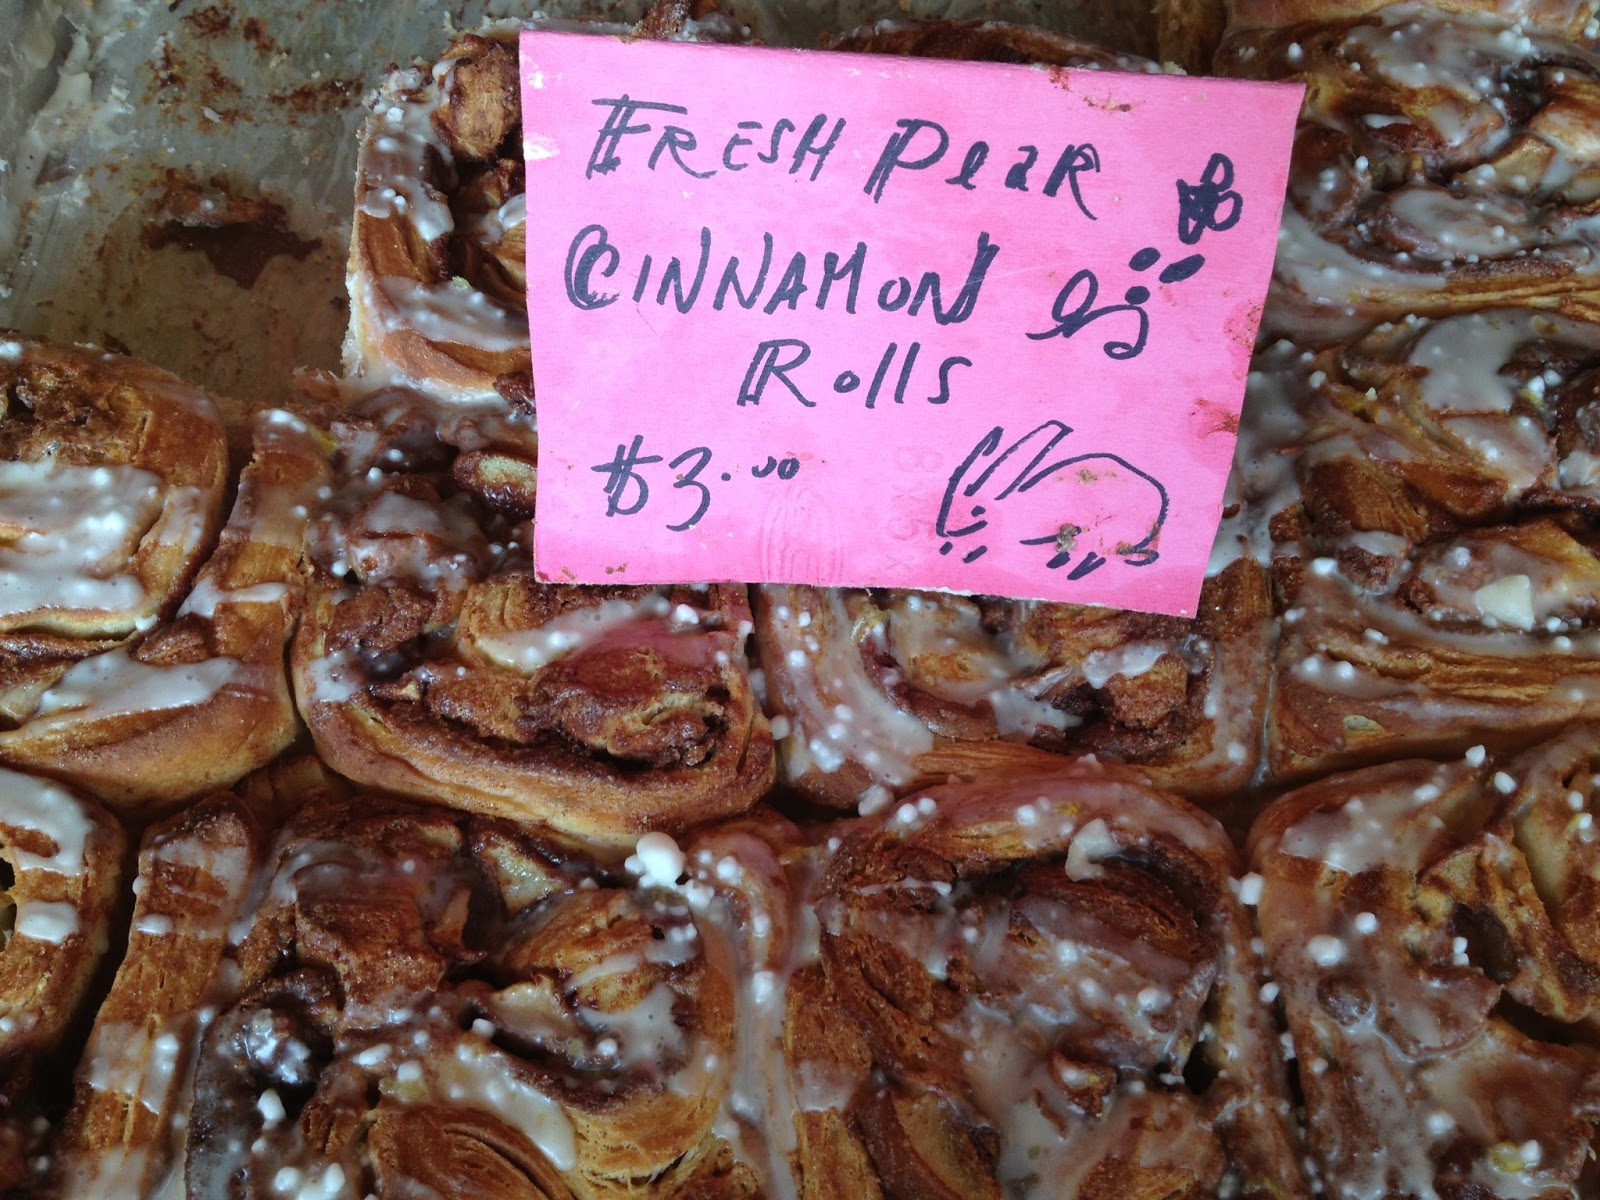 FRESH PeaR
CINNAMON
Rolls
$3.00